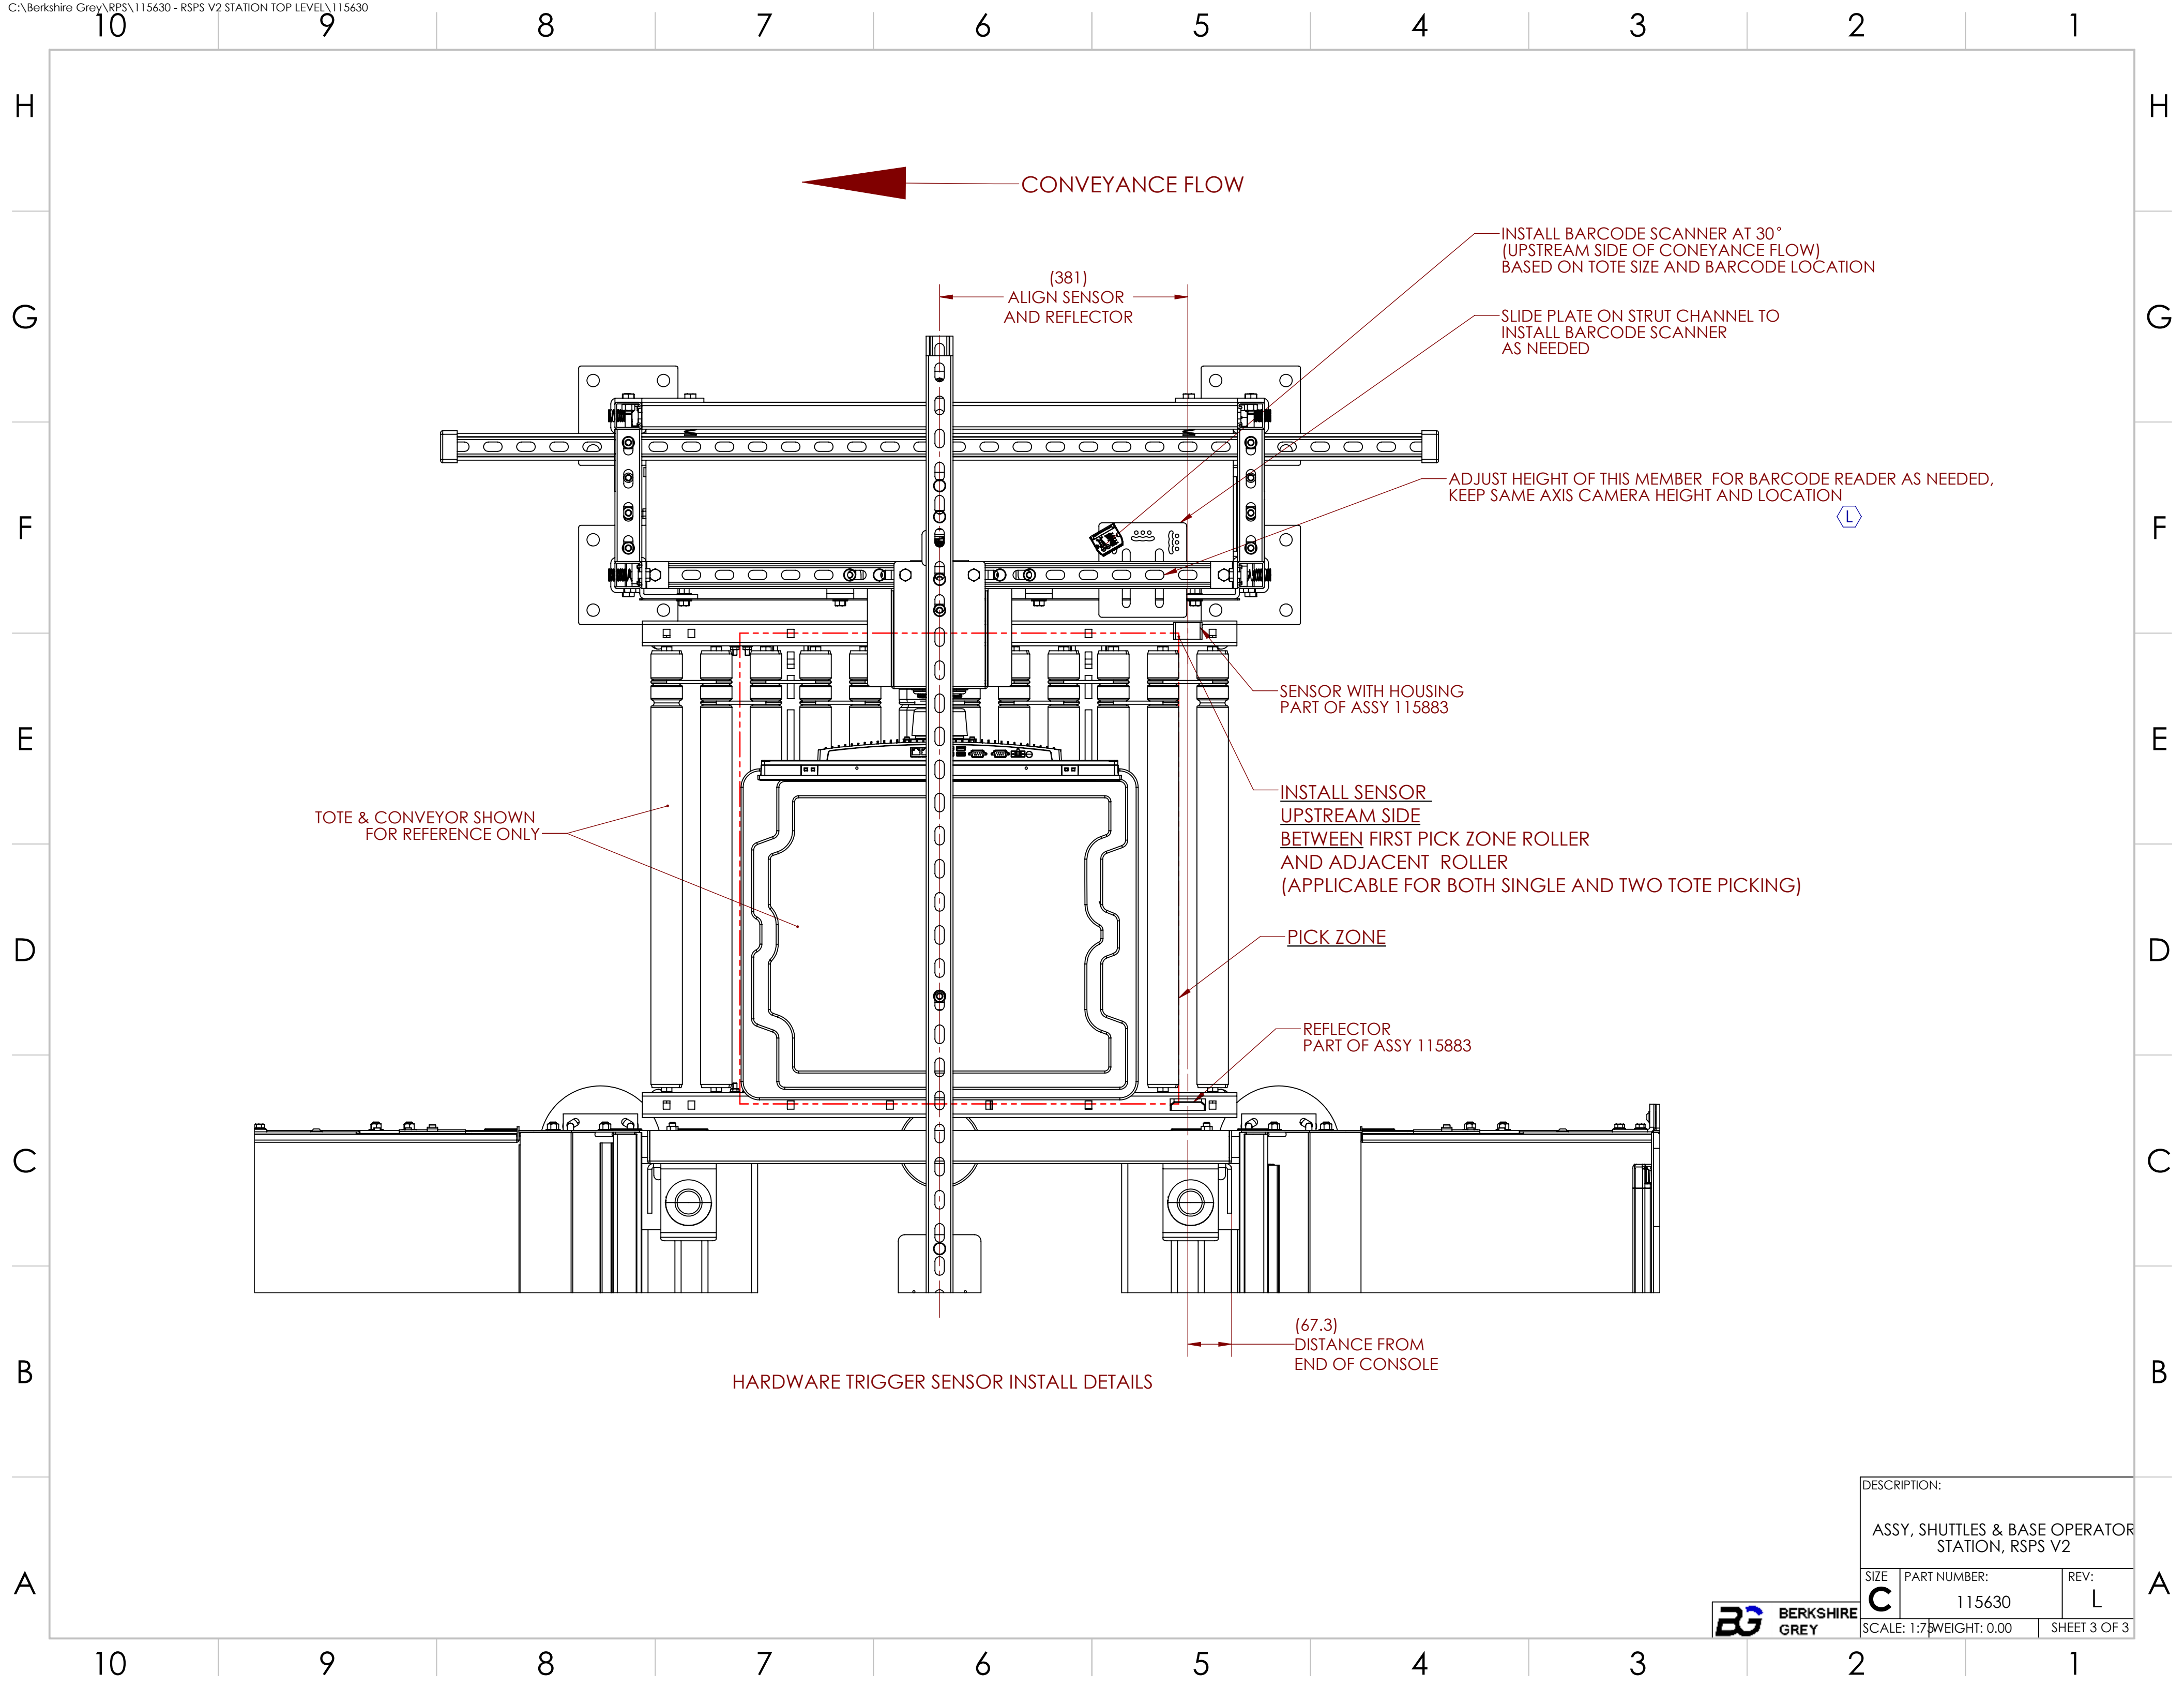 C:\Berkshire Grey\RPS\115630 - RSPS V2 STATION TOP LEVEL\115630
10 9 8 7 6 5 4 3 2 1
H H
CONVEYANCE FLOW
INSTALL BARCODE SCANNER AT 30°
(UPSTREAM SIDE OF CONEYANCE FLOW)
BASED ON TOTE SIZE AND BARCODE LOCATION
(381)
ALIGN SENSOR
AND REFLECTOR
G G
SLIDE PLATE ON STRUT CHANNEL TO
INSTALL BARCODE SCANNER
AS NEEDED
ADJUST HEIGHT OF THIS MEMBER FOR BARCODE READER AS NEEDED,
KEEP SAME AXIS CAMERA HEIGHT AND LOCATION
L
F F
SENSOR WITH HOUSING
PART OF ASSY 115883
E E
INSTALL SENSOR
UPSTREAM SIDE
BETWEEN FIRST PICK ZONE ROLLER
AND ADJACENT ROLLER
(APPLICABLE FOR BOTH SINGLE AND TWO TOTE PICKING)
TOTE & CONVEYOR SHOWN
FOR REFERENCE ONLY
PICK ZONE
D D
REFLECTOR
PART OF ASSY 115883
C C
(67.3)
DISTANCE FROM
END OF CONSOLE
B B
HARDWARE TRIGGER SENSOR INSTALL DETAILS
DESCRIPTION:
ASSY, SHUTTLES & BASE OPERATOR
STATION, RSPS V2
A A
SIZE PART NUMBER: REV:
C 115630 L
BG BERKSHIRE
GREY
SCALE: 1:75 WEIGHT: 0.00 SHEET 3 OF 3
10 9 8 7 6 5 4 3 2 1